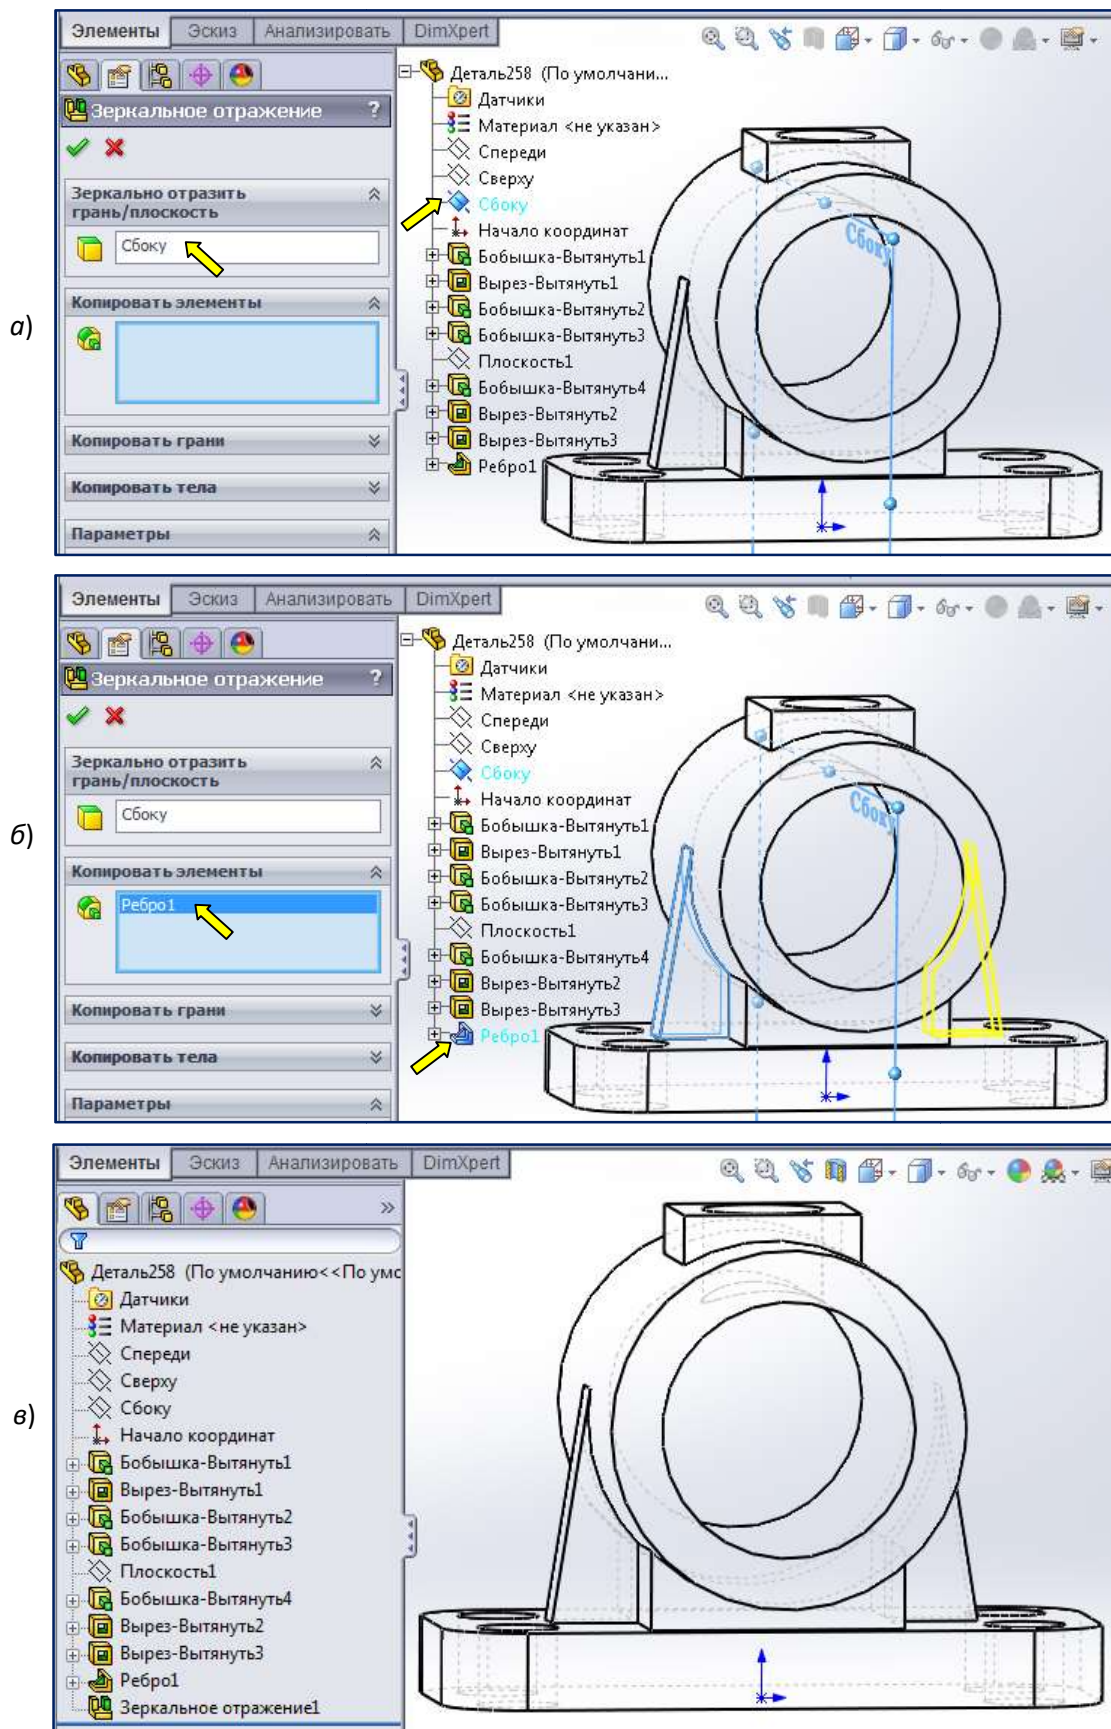 Элементы Эскиз Анализировать DimXpert
Зеркальное отражение ?
Зеркально отразить
грань/плоскость
Сбоку
Копировать элементы
Копировать грани
Копировать тела
Параметры
Деталь258 (По умолчани...
Датчики
Материал <не указан>
Спереди
Сверху
Сбоку
Начало координат
Бобышка-Вытянуть1
Вырез-Вытянуть1
Бобышка-Вытянуть2
Бобышка-Вытянуть3
Плоскость1
Бобышка-Вытянуть4
Вырез-Вытянуть2
Вырез-Вытянуть3
Ребро1
Сбоку
а)
Элементы Эскиз Анализировать DimXpert
Зеркальное отражение ?
Зеркально отразить
грань/плоскость
Сбоку
Копировать элементы
Ребро1
Копировать грани
Копировать тела
Параметры
Деталь258 (По умолчани...
Датчики
Материал <не указан>
Спереди
Сверху
Сбоку
Начало координат
Бобышка-Вытянуть1
Вырез-Вытянуть1
Бобышка-Вытянуть2
Бобышка-Вытянуть3
Плоскость1
Бобышка-Вытянуть4
Вырез-Вытянуть2
Вырез-Вытянуть3
Ребро1
Сбоку
б)
Элементы Эскиз Анализировать DimXpert
»
Деталь258 (По умолчанию<<По умс
Датчики
Материал <не указан>
Спереди
Сверху
Сбоку
Начало координат
Бобышка-Вытянуть1
Вырез-Вытянуть1
Бобышка-Вытянуть2
Бобышка-Вытянуть3
Плоскость1
Бобышка-Вытянуть4
Вырез-Вытянуть2
Вырез-Вытянуть3
Ребро1
Зеркальное отражение1
в)